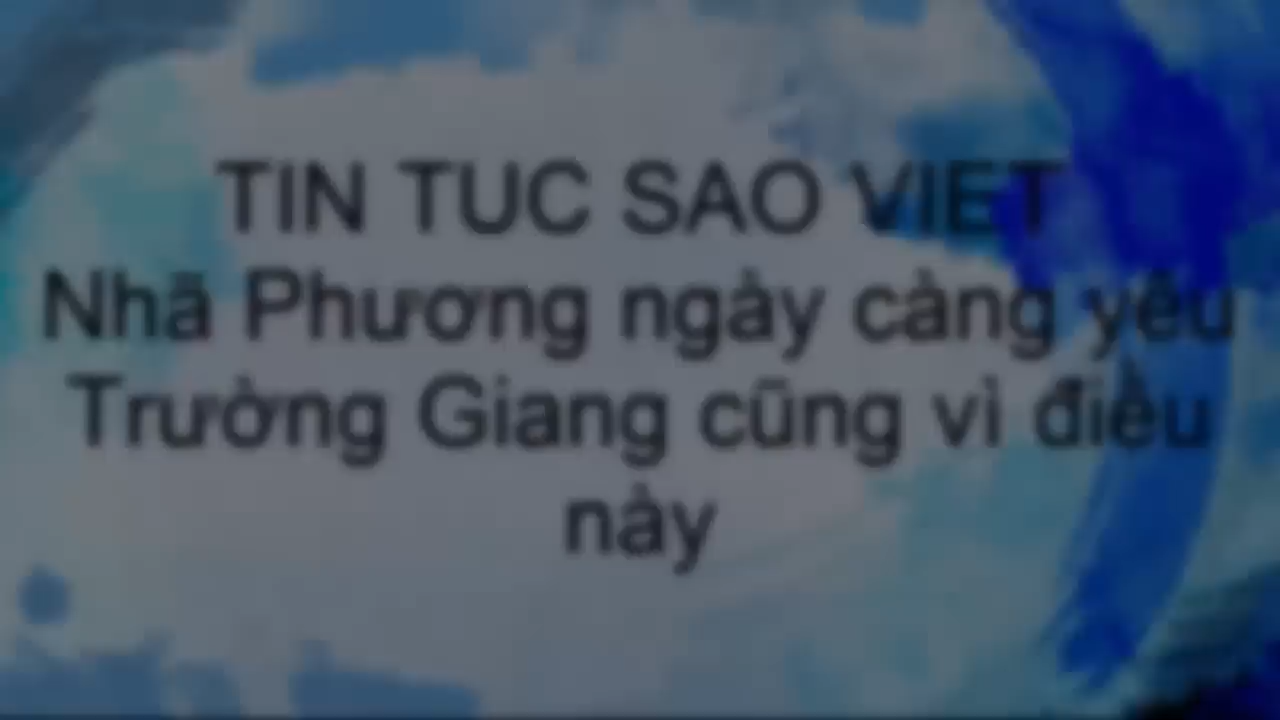 TIN TUC SAO VIET
Nhã Phương ngày càng yêu
Trường Giang cũng vì điều
này